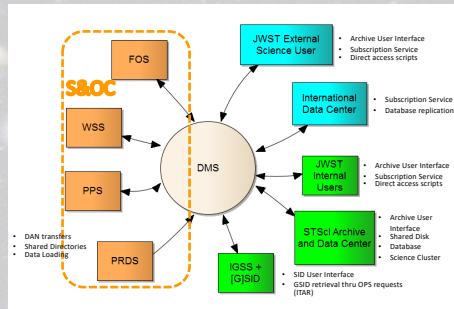 FOS
S&OC
WSS
PPS
PRDS
• DAN transfers
• Shared Directories
• Data Loading
DMS
JWST External
Science User
• Archive User Interface
• Subscription Service
• Direct access scripts
International
Data Center
• Subscription Service
• Database replication
JWST
Internal
Users
• Archive User Interface
• Subscription Service
• Direct access scripts
STScI Archive
and Data Center
• Archive User
Interface
• Shared Disk
• Database
• Science Cluster
IGSS +
[G]SID
• SID User Interface
• GSID retrieval thru OPS requests
(ITAR)